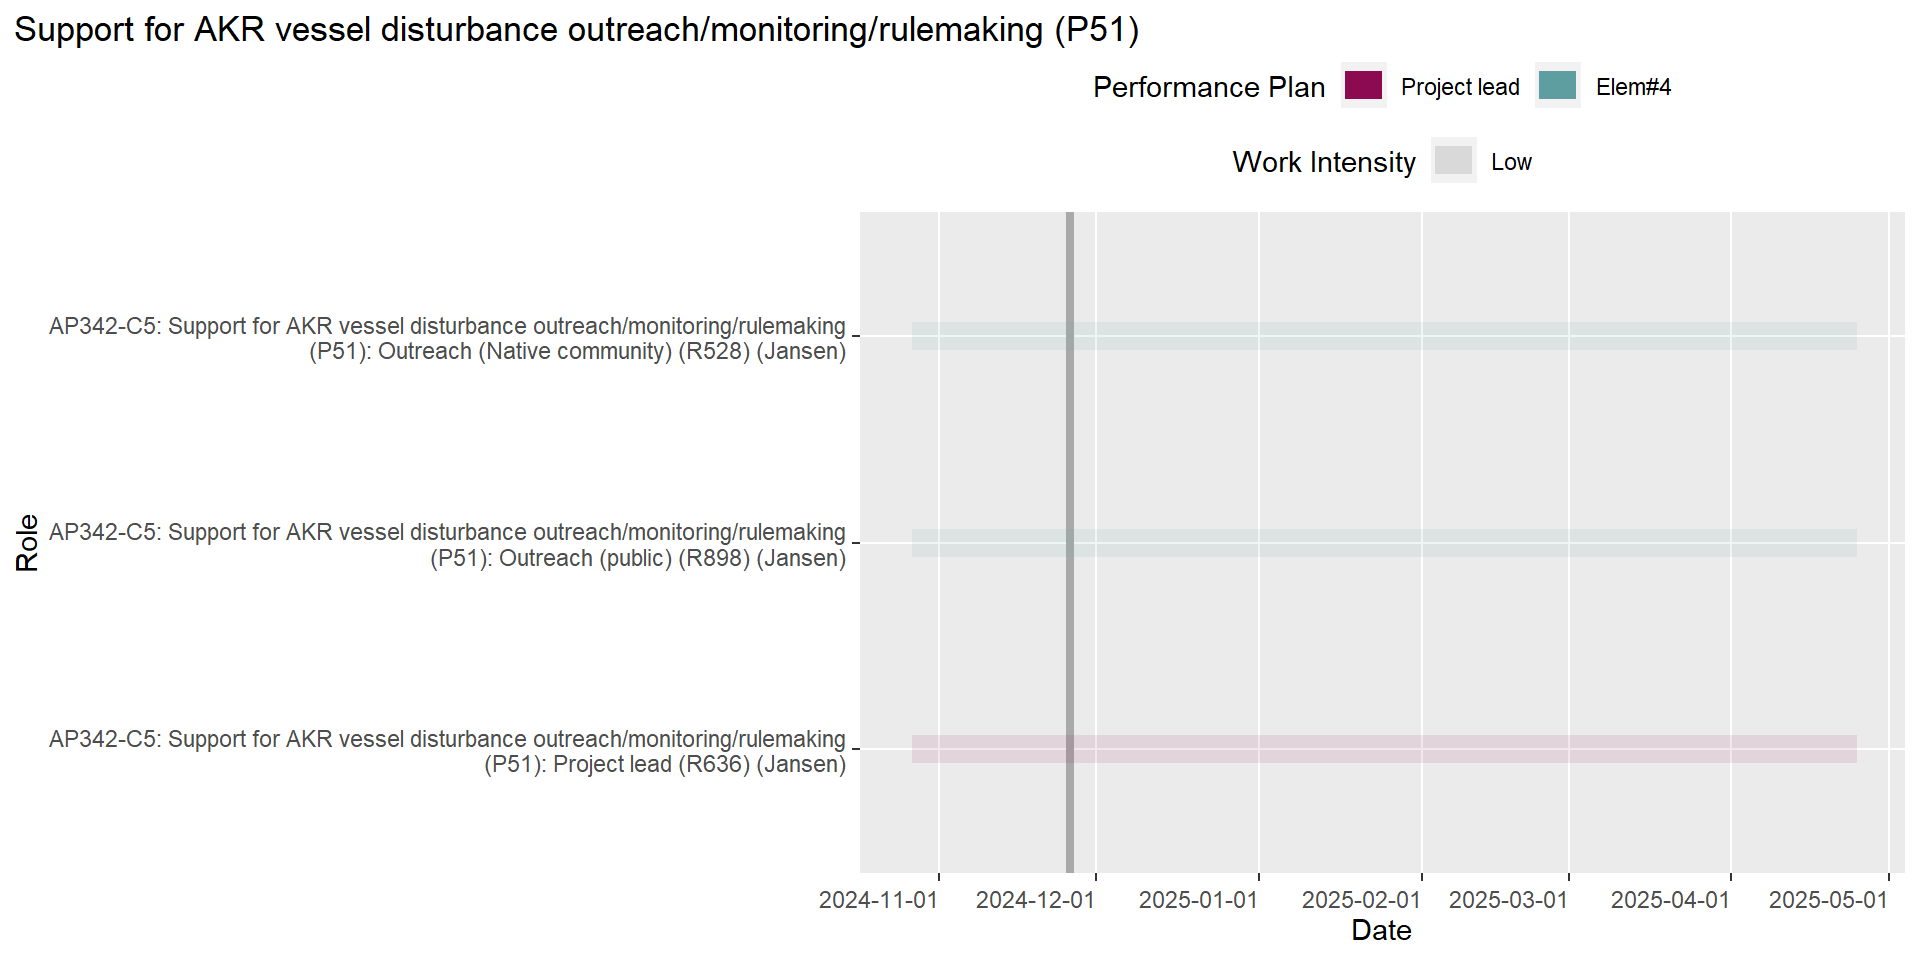 Support for AKR vessel disturbance outreach/monitoring/rulemaking (P51)
Performance Plan Project lead Elem#4
Work Intensity Low
AP342-C5: Support for AKR vessel disturbance outreach/monitoring/rulemaking
(P51): Outreach (Native community) (R528) (Jansen)
Role
AP342-C5: Support for AKR vessel disturbance outreach/monitoring/rulemaking
(P51): Outreach (public) (R898) (Jansen)
AP342-C5: Support for AKR vessel disturbance outreach/monitoring/rulemaking
(P51): Project lead (R636) (Jansen)
2024-11-01 2024-12-01 2025-01-01 2025-02-01 2025-03-01 2025-04-01 2025-05-01
Date